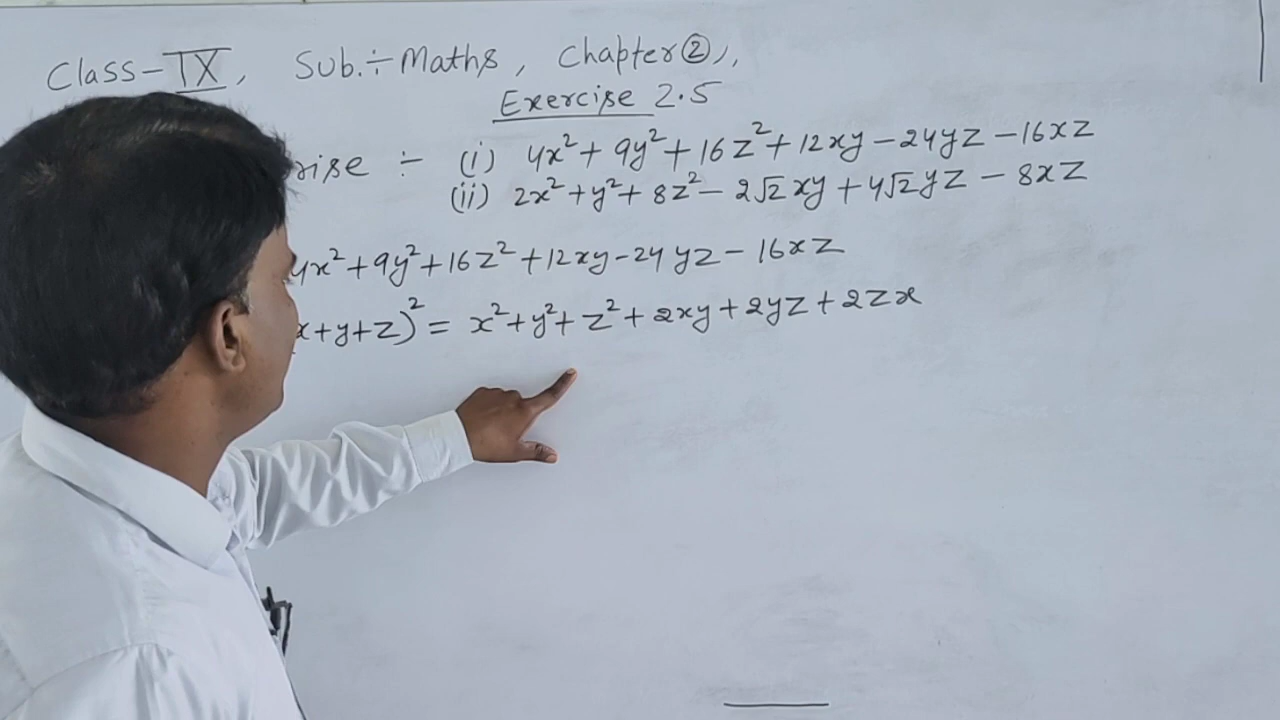 Class-IX, Sub.÷Maths, Chapter②,,
Exercise 2.5
rise ÷ (i) 4x²+9y²+16z²+12xy-24yz-16xz
(ii) 2x²+y²+8z²-2√2xy+4√2yz-8xz
4x²+9y²+16z²+12xy-24yz-16xz
x+y+z)²= x²+y²+z²+2xy+2yz+2zx